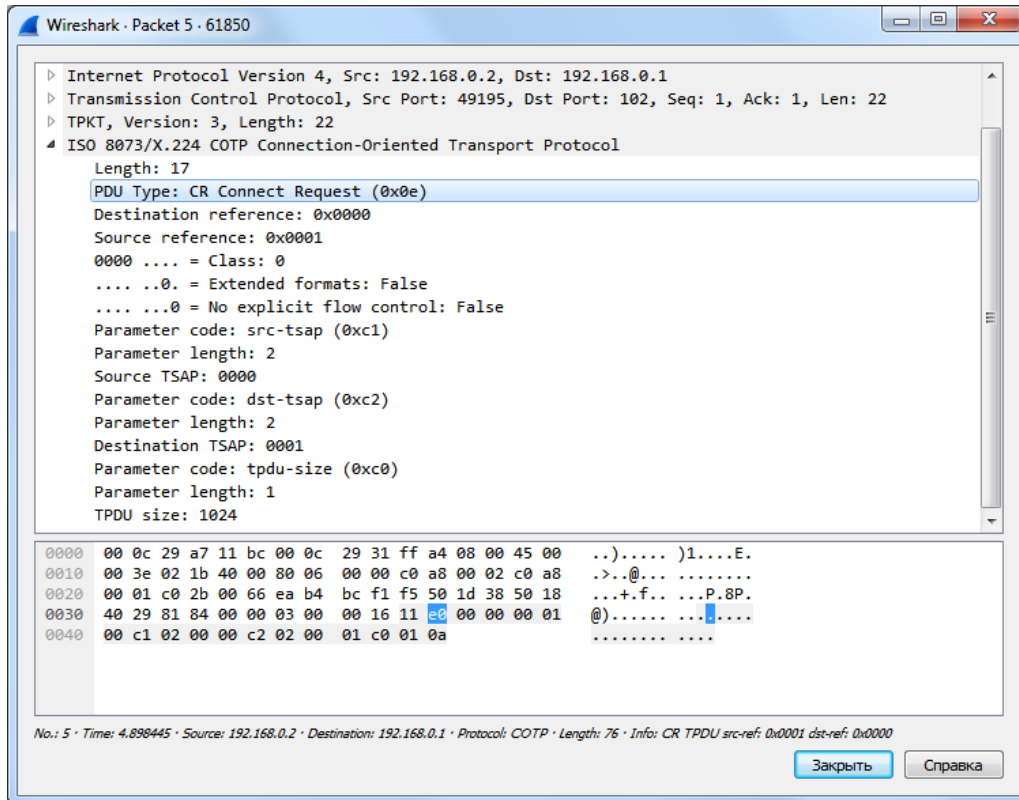 Wireshark · Packet 5 · 61850
Internet Protocol Version 4, Src: 192.168.0.2, Dst: 192.168.0.1
Transmission Control Protocol, Src Port: 49195, Dst Port: 102, Seq: 1, Ack: 1, Len: 22
TPKT, Version: 3, Length: 22
ISO 8073/X.224 COTP Connection-Oriented Transport Protocol
Length: 17
PDU Type: CR Connect Request (0x0e)
Destination reference: 0x0000
Source reference: 0x0001
0000 .... = Class: 0
.... ..0. = Extended formats: False
.... ...0 = No explicit flow control: False
Parameter code: src-tsap (0xc1)
Parameter length: 2
Source TSAP: 0000
Parameter code: dst-tsap (0xc2)
Parameter length: 2
Destination TSAP: 0001
Parameter code: tpdu-size (0xc0)
Parameter length: 1
TPDU size: 1024
0000 00 0c 29 a7 11 bc 00 0c 29 31 ff a4 08 00 45 00 ..)..... )1....E.
0010 00 3e 02 1b 40 00 80 06 00 00 c0 a8 00 02 c0 a8 .>..@... ........
0020 00 01 c0 2b 00 66 ea b4 bc f1 f5 50 1d 38 50 18 ...+.f.. ...P.8P.
0030 40 29 81 84 00 00 03 00 00 16 11 e0 00 00 00 01 @)...... ........
0040 00 c1 02 00 00 c2 02 00 01 c0 01 0a ........ ....
No.: 5 · Time: 4.898445 · Source: 192.168.0.2 · Destination: 192.168.0.1 · Protocol: COTP · Length: 76 · Info: CR TPDU src-ref: 0x0001 dst-ref: 0x0000
Закрыть Справка